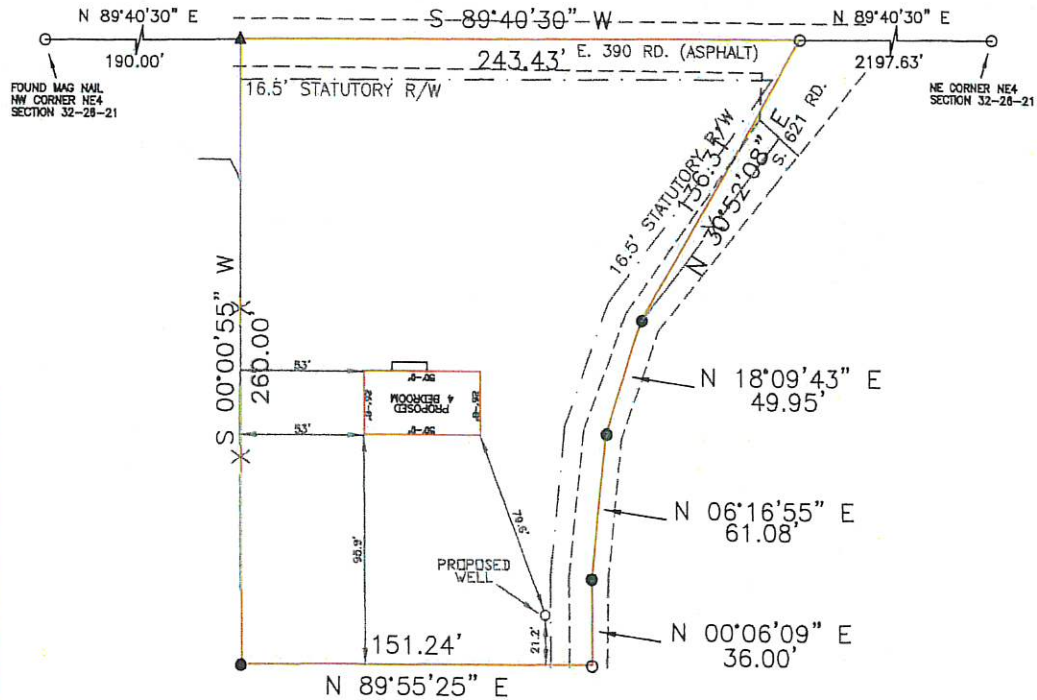 N 89°40'30" E
S 89°40'30" W
N 89°40'30" E
190.00'
243.43'
E. 390 RD. (ASPHALT)
2197.63'
FOUND MAG NAIL
NW CORNER NE4
SECTION 32-28-21
16.5' STATUTORY R/W
NE CORNER NE4
SECTION 32-28-21
16.5' STATUTORY R/W
136.31'
N 30°52'08" E
S. 621 RD.
S 00°00'55" W
260.00'
53'
50'-0"
PROPOSED
4 BEDROOM
50'-0"
53'
N 18°09'43" E
49.95'
N 06°16'55" E
61.08'
PROPOSED
WELL
21.2'
151.24'
N 00°06'09" E
36.00'
N 89°55'25" E